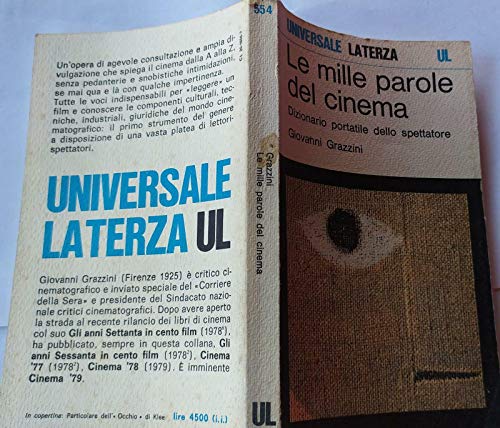 Un'opera di agevole consultazione e ampia di-
vulgazione che spiega il cinema dalla A alla Z,
senza pedanterie e snobistiche intimidazioni,
se mai qua e là con qualche impertinenza.
Tutte le voci indispensabili per «leggere» un
film e conoscere le componenti culturali, tec-
niche, industriali, giuridiche del mondo cine-
matografico: il primo strumento del genere
a disposizione di una vasta platea di lettori-
spettatori.
UNIVERSALE
LATERZA UL
Giovanni Grazzini (Firenze 1925) è critico ci-
nematografico e inviato speciale del «Corriere
della Sera» e presidente del Sindacato nazio-
nale critici cinematografici. Dopo avere aperto
la strada al recente rilancio dei libri di cinema
col suo Gli anni Settanta in cento film (1978²),
ha pubblicato, sempre in questa collana, Gli
anni Sessanta in cento film (1978²), Cinema
'77 (1978²), Cinema '78 (1979). È imminente
Cinema '79.
In copertina: Particolare dell'«Occhio» di Klee
lire 4500 (i.i.)
554
Grazzini
Le mille parole del cinema
UL
UNIVERSALE LATERZA UL
Le mille parole
del cinema
Dizionario portatile dello spettatore
Giovanni Grazzini